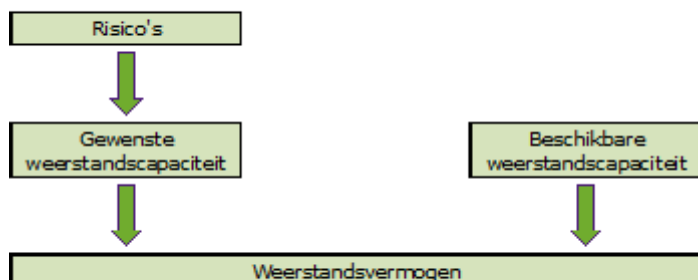 Risico's
Gewenste
weerstandscapaciteit
Beschikbare
weerstandscapaciteit
Weerstandsvermogen